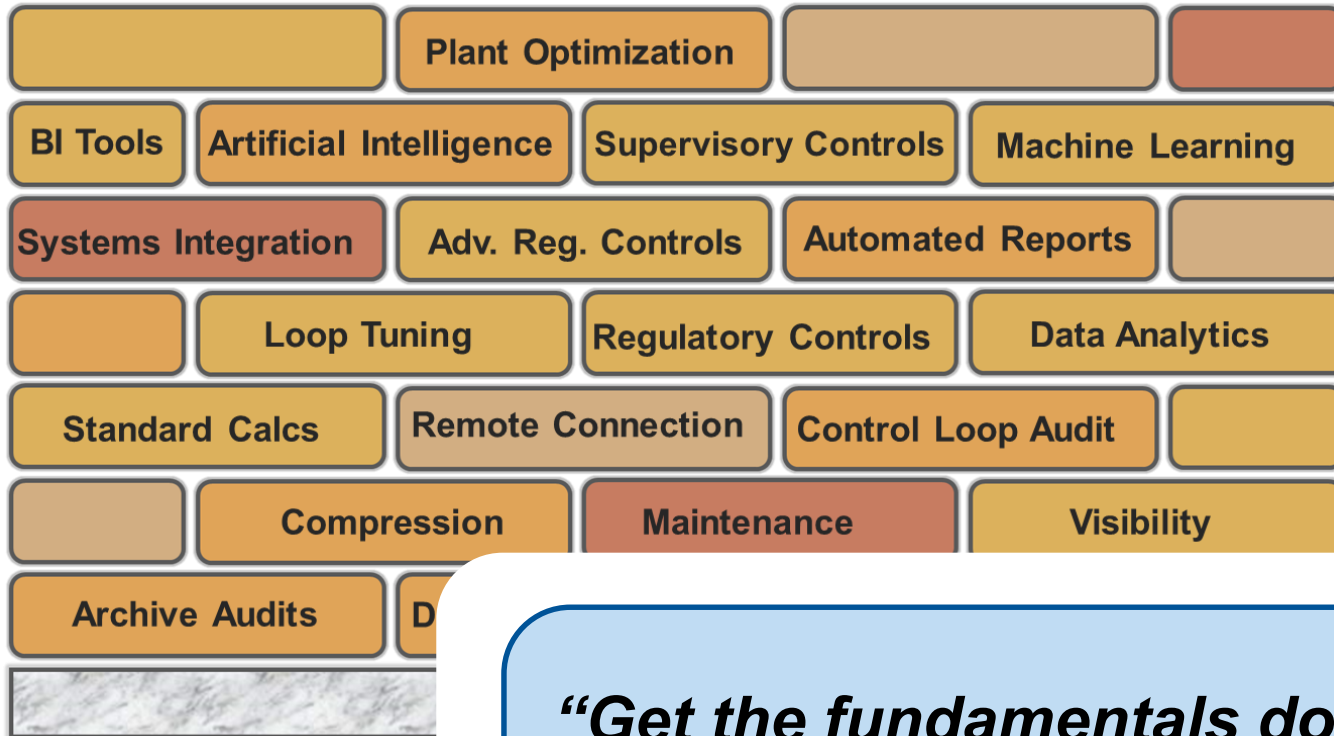 Plant Optimization
BI Tools Artificial Intelligence Supervisory Controls Machine Learning
Systems Integration Adv. Reg. Controls Automated Reports
Loop Tuning Regulatory Controls Data Analytics
Standard Calcs Remote Connection Control Loop Audit
Compression Maintenance Visibility
Archive Audits
“Get the fundamentals